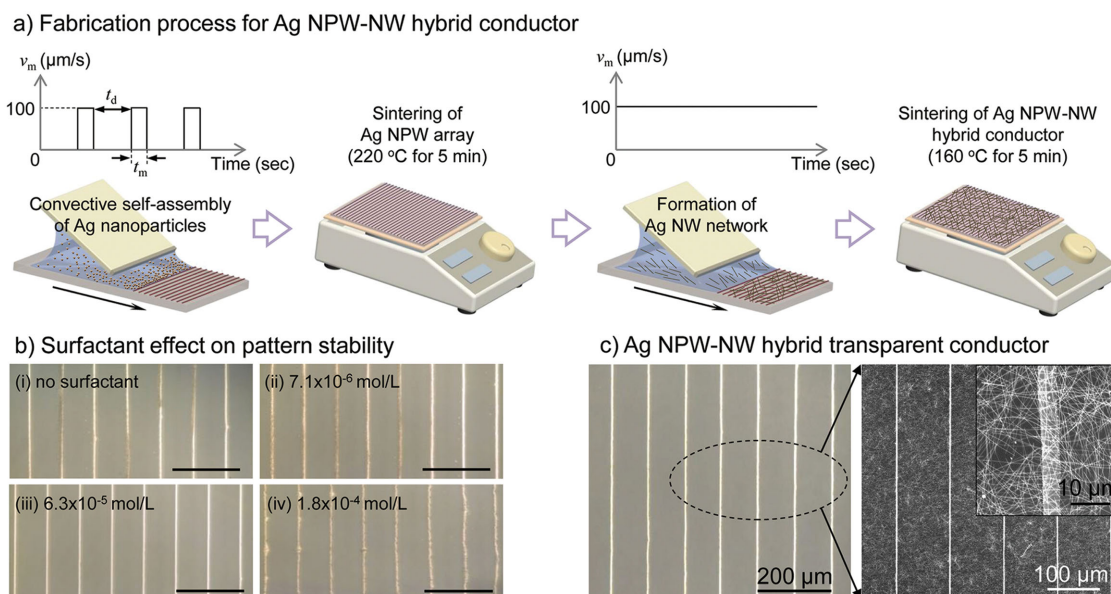 a) Fabrication process for Ag NPW-NW hybrid conductor
vm (µm/s)
td
100
0
tm
Time (sec)
Sintering of
Ag NPW array
(220 °C for 5 min)
vm (µm/s)
100
0
Time (sec)
Sintering of Ag NPW-NW
hybrid conductor
(160 °C for 5 min)
Convective self-assembly
of Ag nanoparticles
Formation of
Ag NW network
b) Surfactant effect on pattern stability
(i) no surfactant
(ii) 7.1x10-6 mol/L
(iii) 6.3x10-5 mol/L
(iv) 1.8x10-4 mol/L
c) Ag NPW-NW hybrid transparent conductor
200 µm
10 µm
100 µm